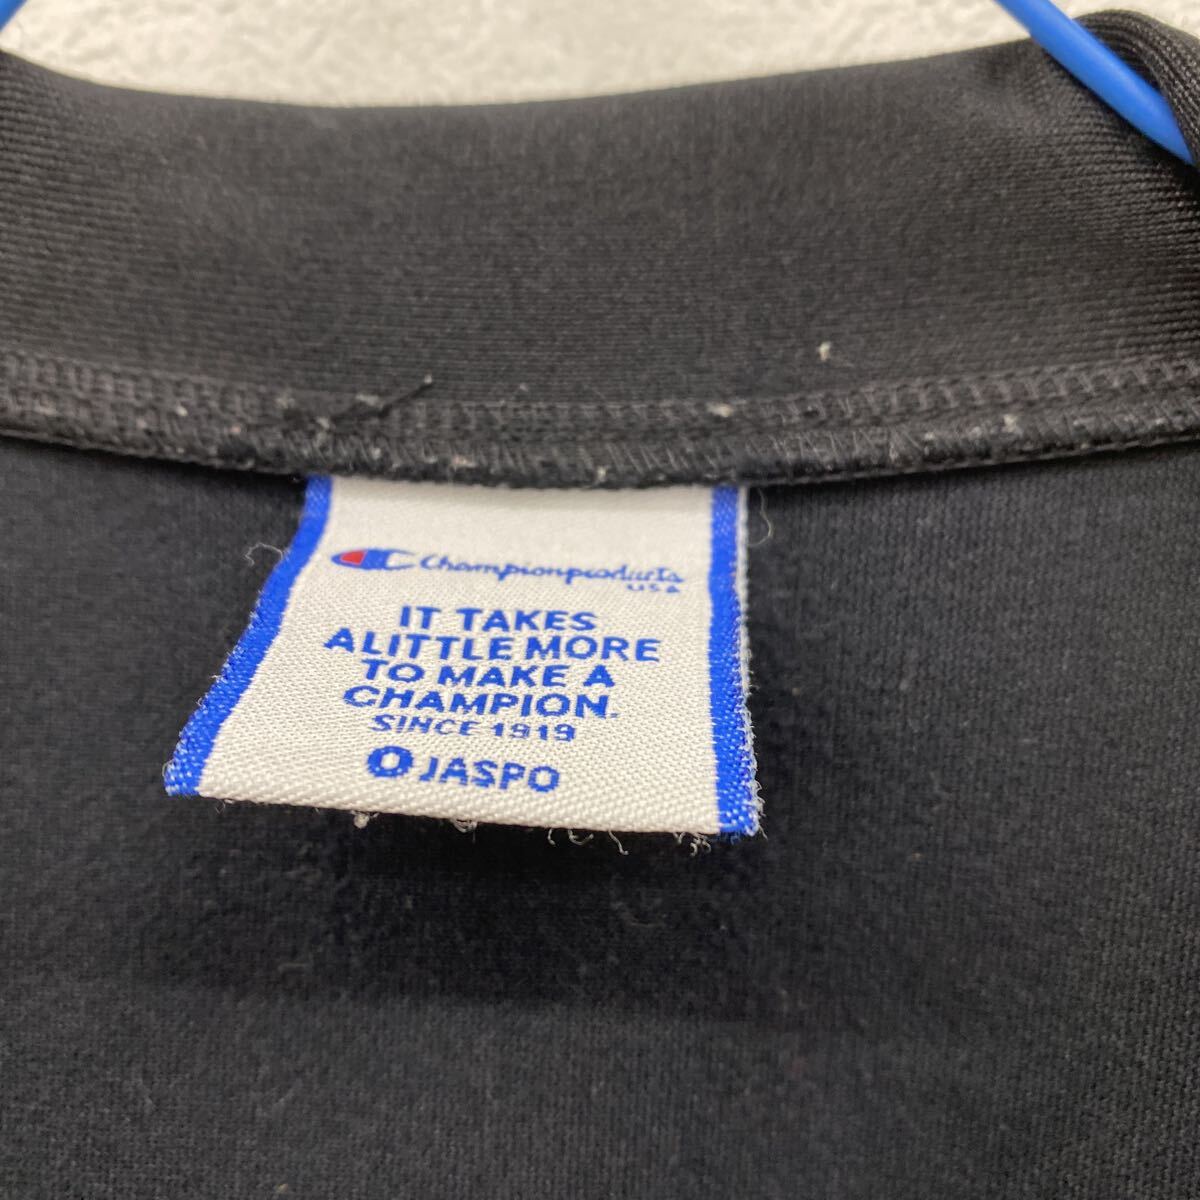 Championproducts
USA
IT TAKES
ALITTLE MORE
TO MAKE A
CHAMPION.
SINCE 1919
O JASPO